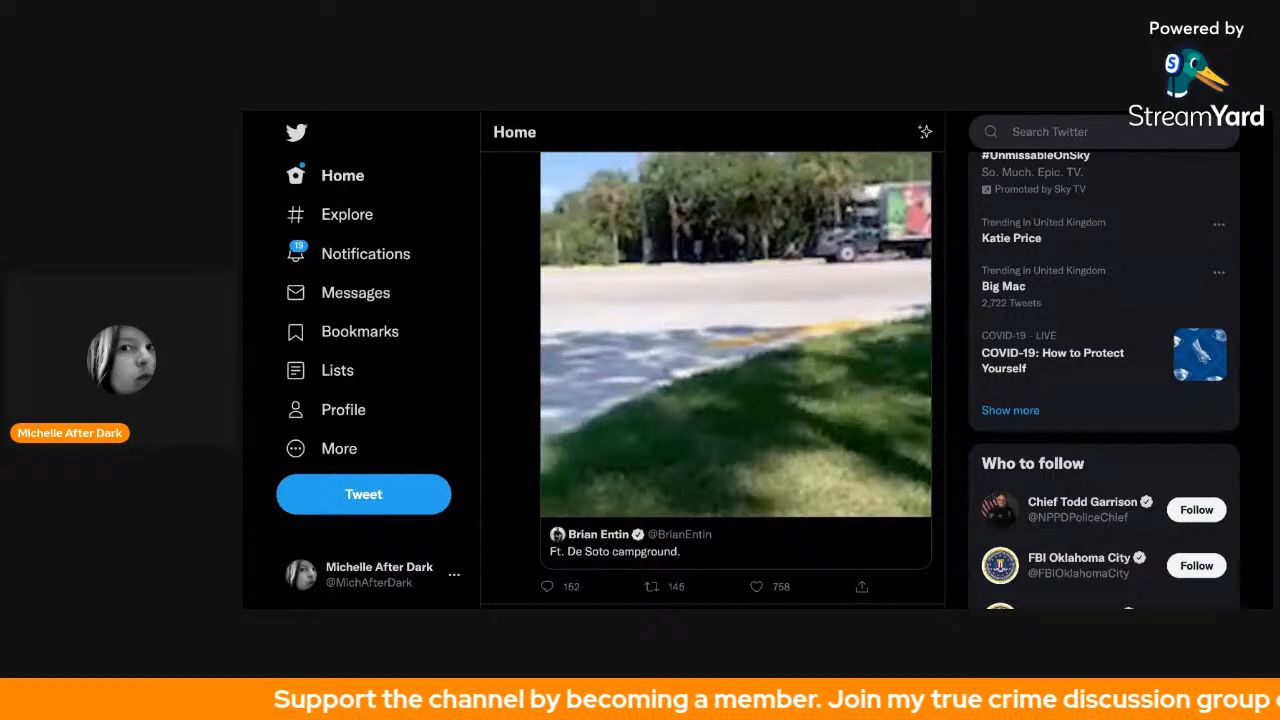 Powered by
StreamYard
Home
Search Twitter
#UnmissableOnSky
So. Much. Epic. TV.
Promoted by Sky TV
Home
Explore
Trending in United Kingdom
Katie Price
19
Notifications
Trending in United Kingdom
Big Mac
2,722 Tweets
Messages
Bookmarks
COVID-19 - LIVE
COVID-19: How to Protect
Yourself
Lists
Profile
Show more
Michelle After Dark
More
Who to follow
Tweet
Chief Todd Garrison
@NPPDPoliceChief
Follow
Brian Entin @BrianEntin
Ft. De Soto campground.
FBI Oklahoma City
@FBIOklahomaCity
Follow
Michelle After Dark
@MichAfterDark
152
145
758
Support the channel by becoming a member. Join my true crime discussion group